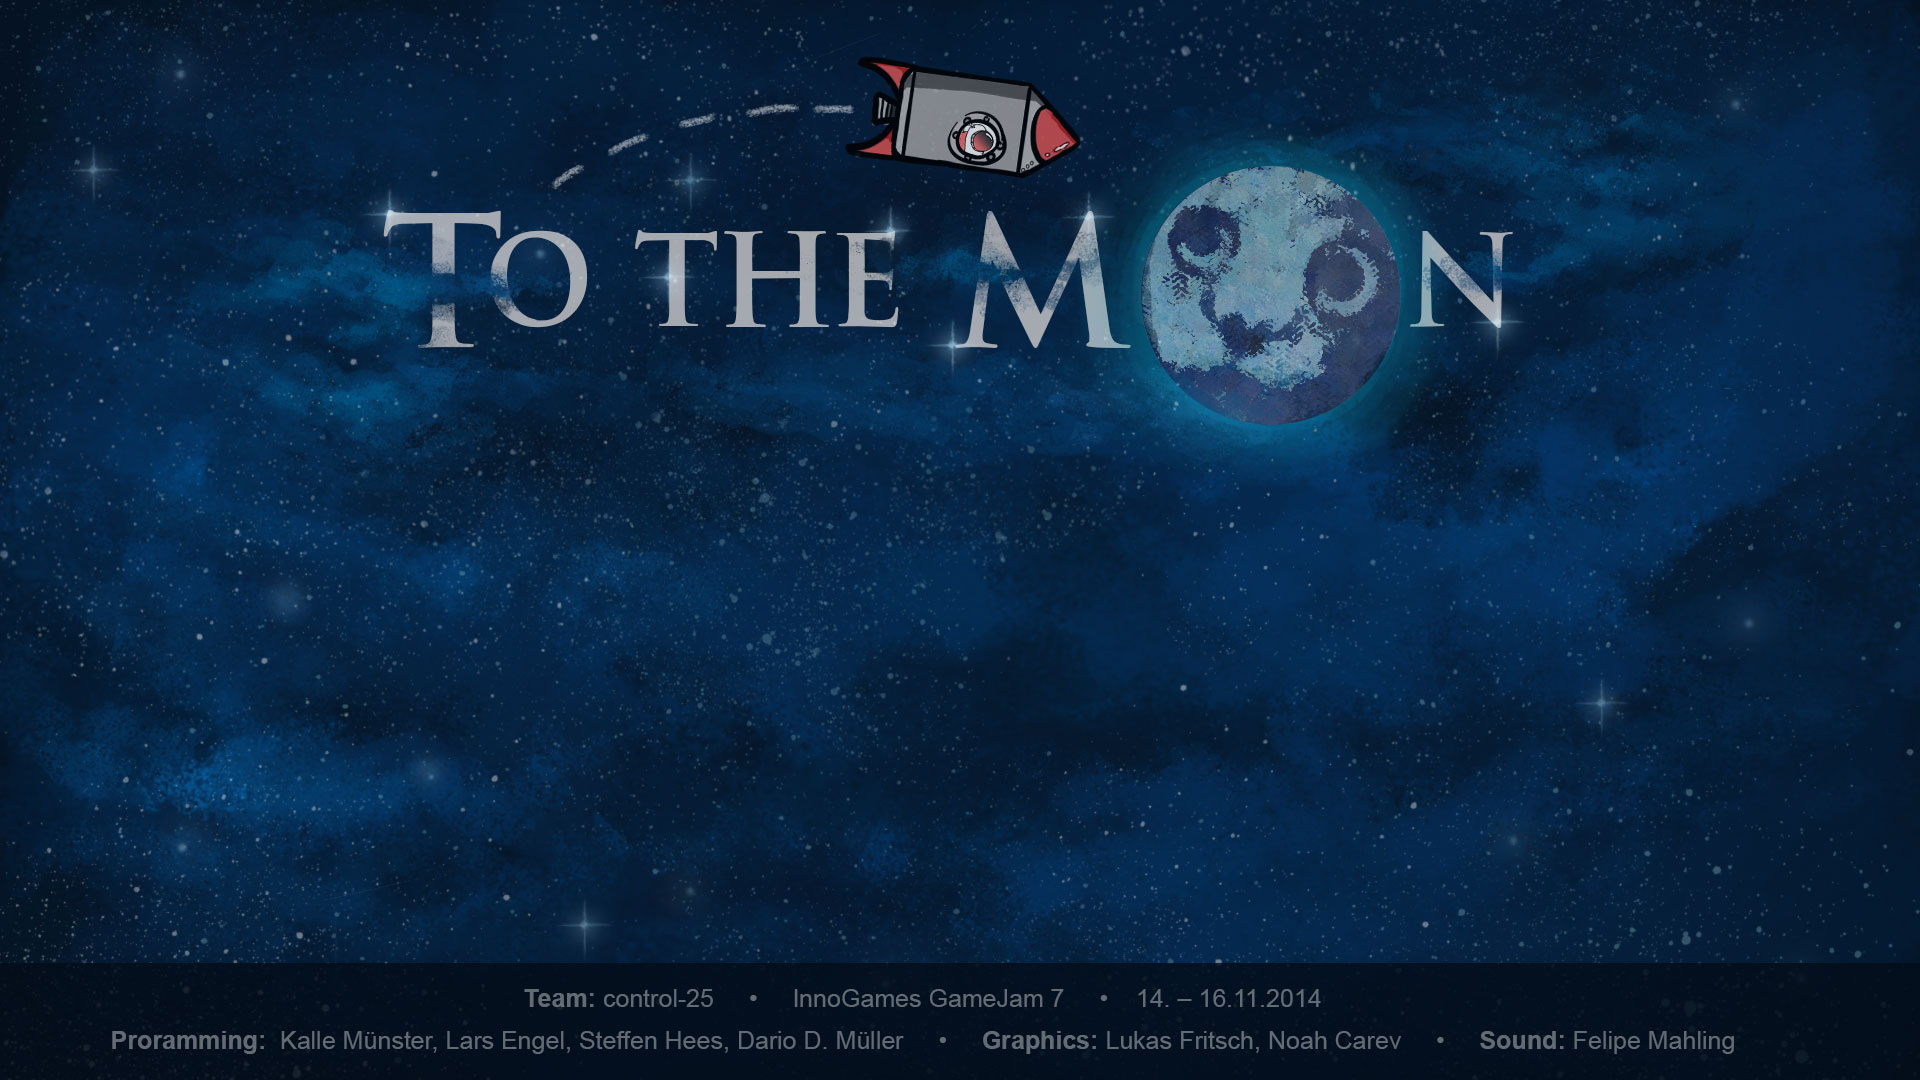 TO THE MOON
Team: control-25 • InnoGames GameJam 7 • 14. – 16.11.2014
Proramming: Kalle Münster, Lars Engel, Steffen Hees, Dario D. Müller • Graphics: Lukas Fritsch, Noah Carev • Sound: Felipe Mahling